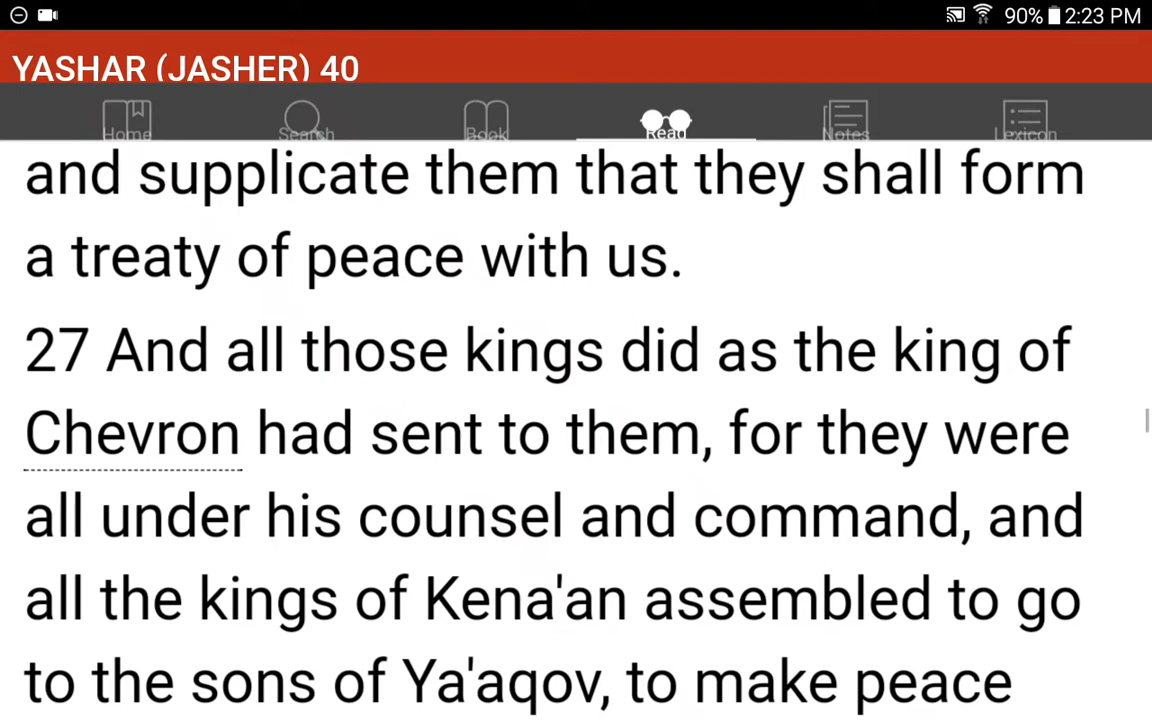 90% 2:23 PM
YASHAR (JASHER) 40
Home Search Book Read Notes Lexicon
and supplicate them that they shall form
a treaty of peace with us.
27 And all those kings did as the king of
Chevron had sent to them, for they were
all under his counsel and command, and
all the kings of Kena'an assembled to go
to the sons of Ya'aqov, to make peace